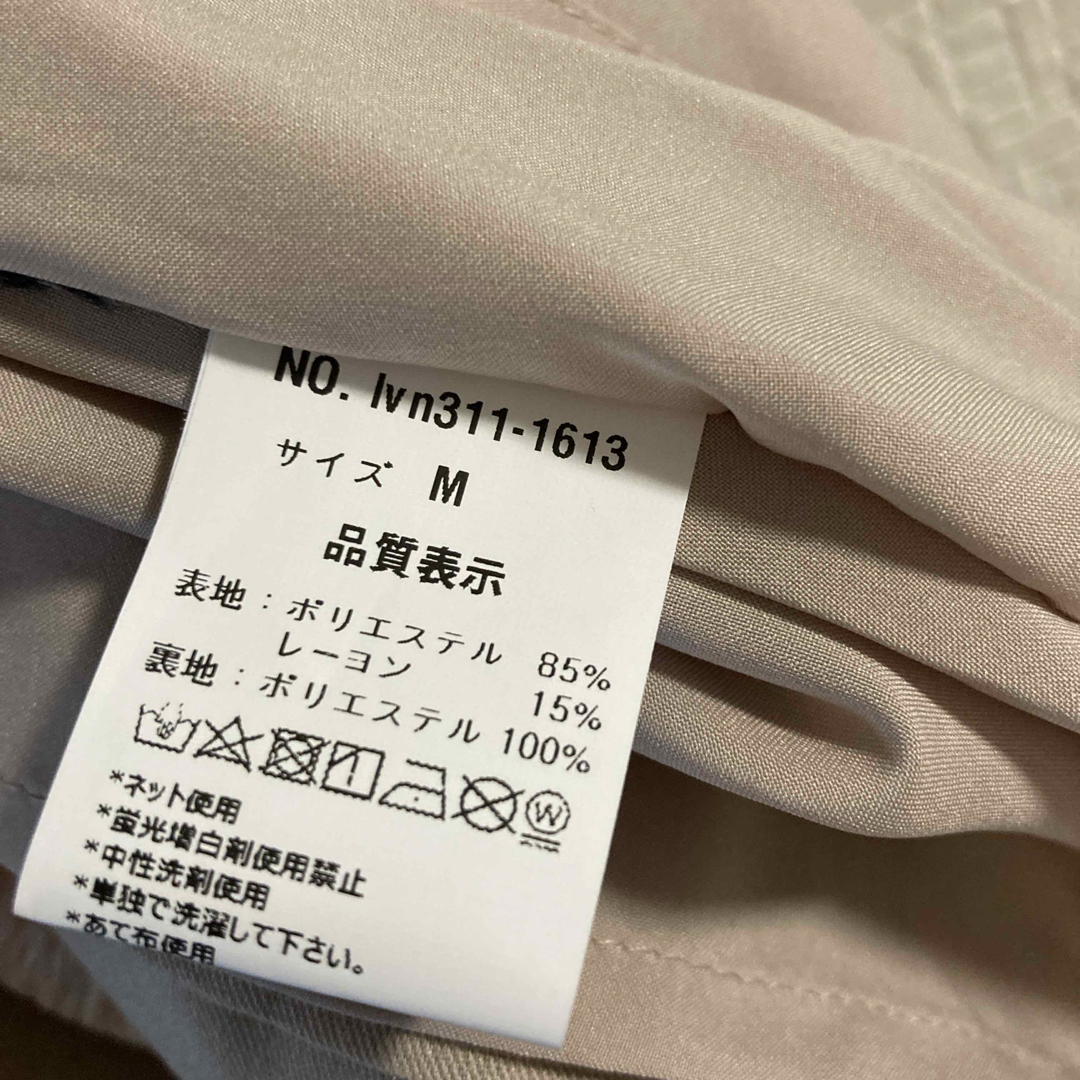 NO. lvn311-1613
サイズ M
品質表示
表地：ポリエステル 85%
レーヨン 15%
裏地：ポリエステル 100%
W
*ネット使用
*蛍光増白剤使用禁止
*中性洗剤使用
*単独で洗濯して下さい。
*あて布使用